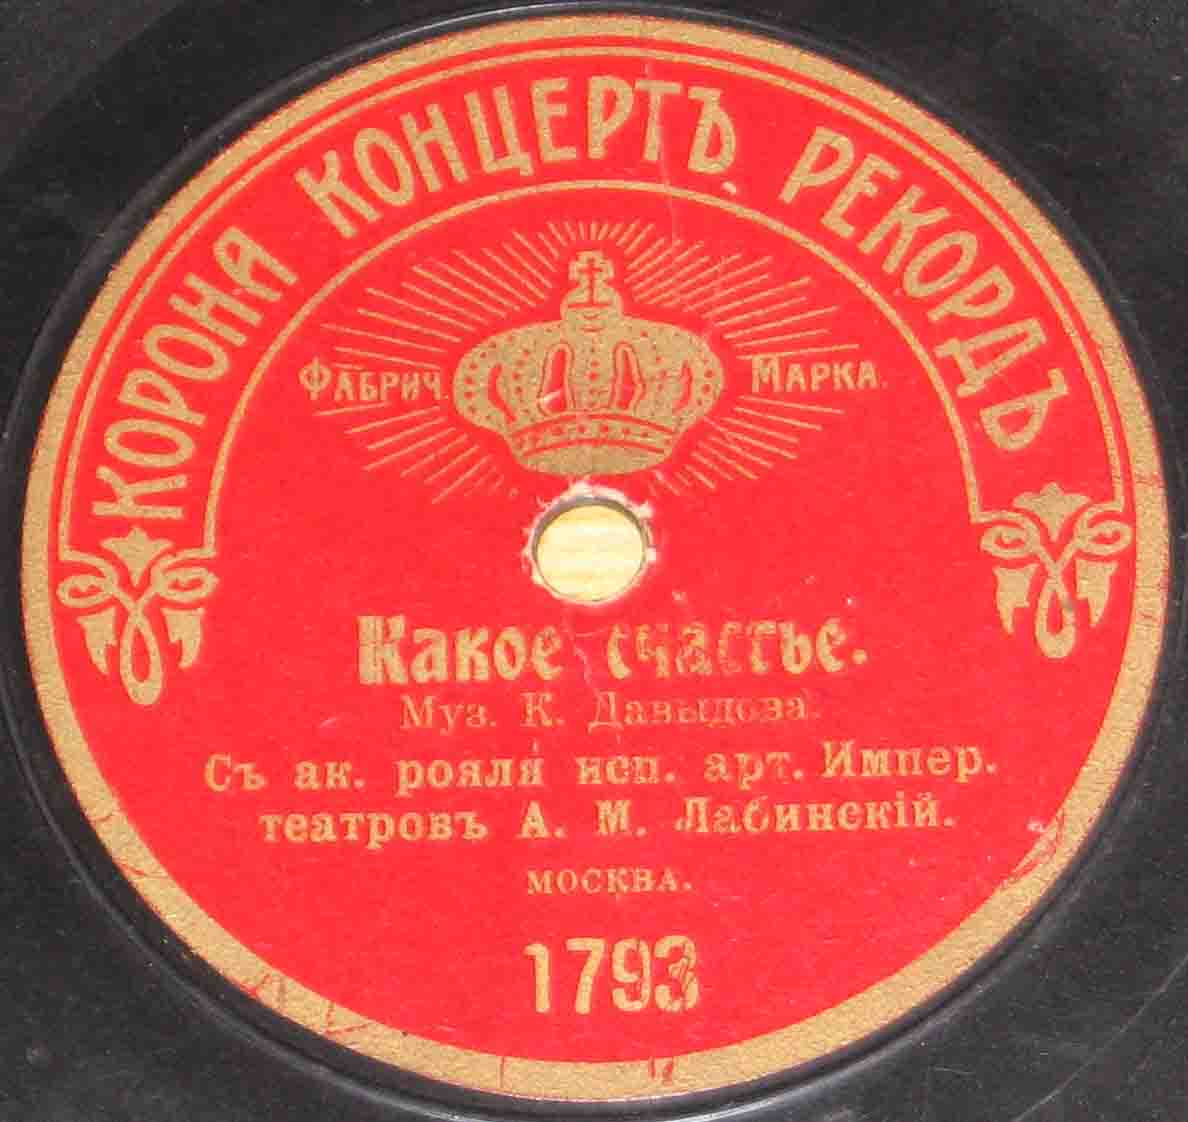 КОРОНА КОНЦЕРТЪ РЕКОРДЪ
ФАБРИЧ. МАРКА.
Какое счастье.
Муз. К. Давыдова.
Съ ак. рояля исп. арт. Импер.
театровъ А. М. Лабинскій.
МОСКВА.
1793